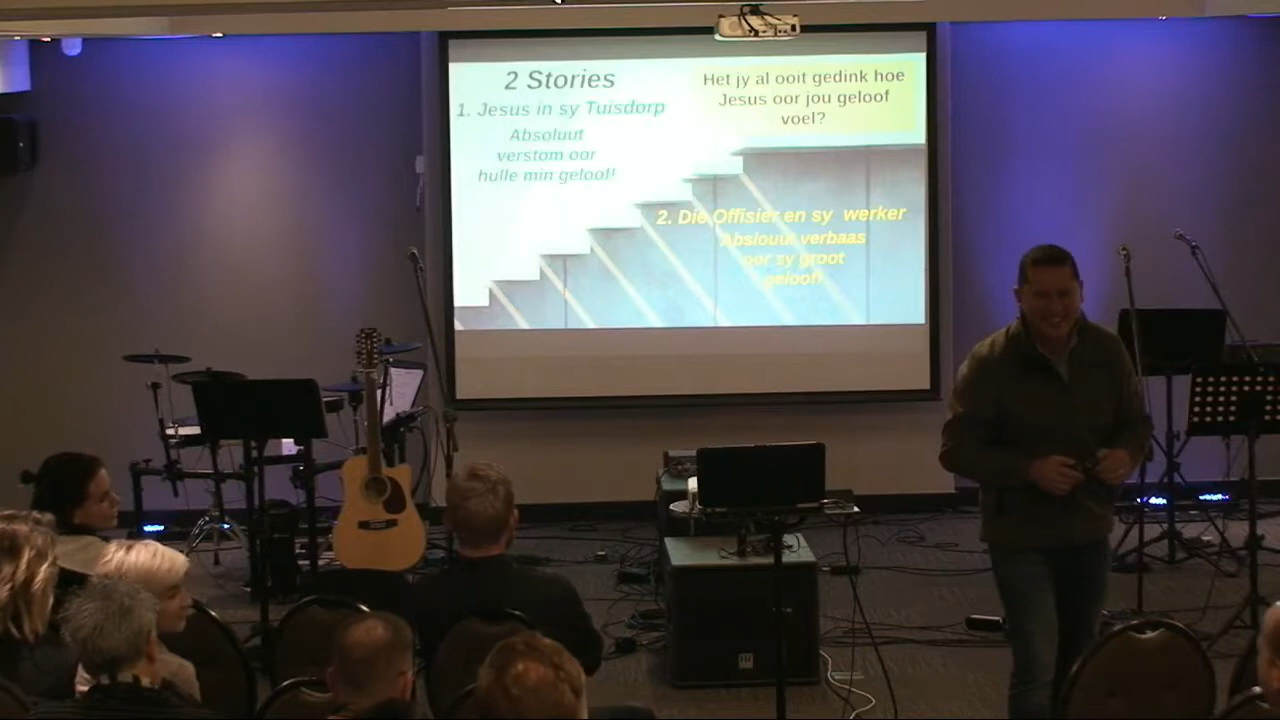 2 Stories
1. Jesus in sy Tuisdorp
Absoluut
verstom oor
hulle min geloof!
Het jy al ooit gedink hoe
Jesus oor jou geloof
voel?
2. Die Offisier en sy werker
Absouut verbaas
oor sy groot
geloof!